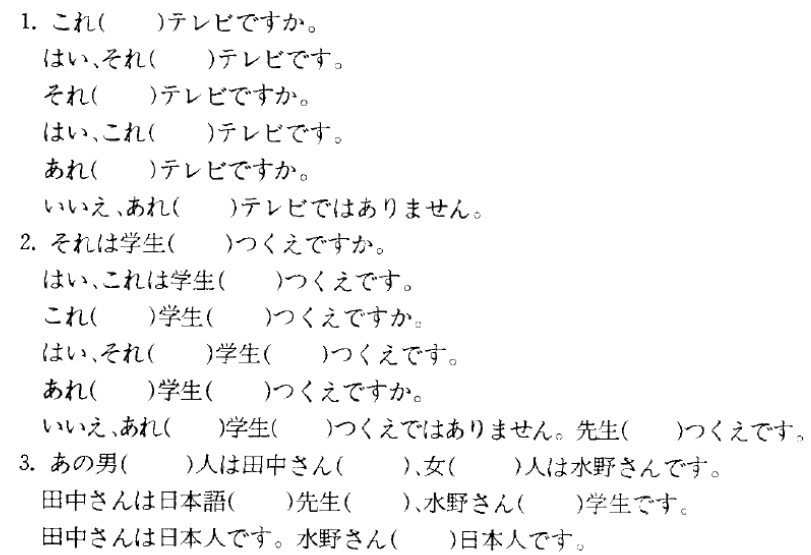 1. これ(　　)テレビですか。
はい、それ(　　)テレビです。
それ(　　)テレビですか。
はい、これ(　　)テレビです。
あれ(　　)テレビですか。
いいえ、あれ(　　)テレビではありません。
2. それは学生(　　)つくえですか。
はい、これは学生(　　)つくえです。
これ(　　)学生(　　)つくえですか。
はい、それ(　　)学生(　　)つくえです。
あれ(　　)学生(　　)つくえですか。
いいえ、あれ(　　)学生(　　)つくえではありません。先生(　　)つくえです。
3. あの男(　　)人は田中さん(　　)、女(　　)人は水野さんです。
田中さんは日本語(　　)先生(　　)、水野さん(　　)学生です。
田中さんは日本人です。水野さん(　　)日本人です。